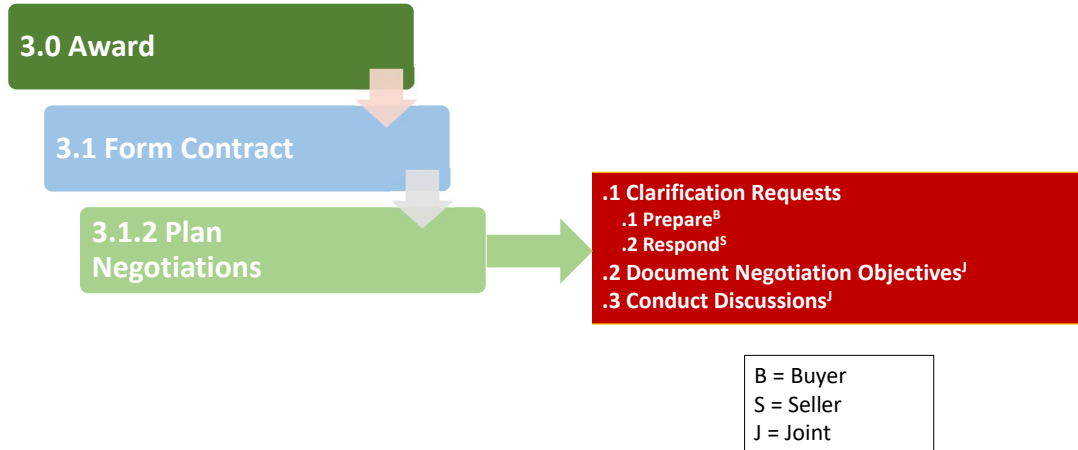 3.0 Award
3.1 Form Contract
3.1.2 Plan
Negotiations
.1 Clarification Requests
.1 Prepareᴮ
.2 Respondˢ
.2 Document Negotiation Objectivesᴶ
.3 Conduct Discussionsᴶ
B = Buyer
S = Seller
J = Joint